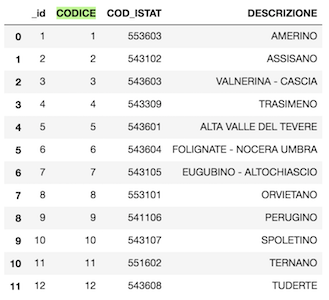 _id CODICE COD_ISTAT DESCRIZIONE
0 1 1 553603 AMERINO
1 2 2 543102 ASSISANO
2 3 3 543603 VALNERINA - CASCIA
3 4 4 543309 TRASIMENO
4 5 5 543601 ALTA VALLE DEL TEVERE
5 6 6 543604 FOLIGNATE - NOCERA UMBRA
6 7 7 543105 EUGUBINO - ALTOCHIASCIO
7 8 8 553101 ORVIETANO
8 9 9 541106 PERUGINO
9 10 10 543107 SPOLETINO
10 11 11 551602 TERNANO
11 12 12 543608 TUDERTE